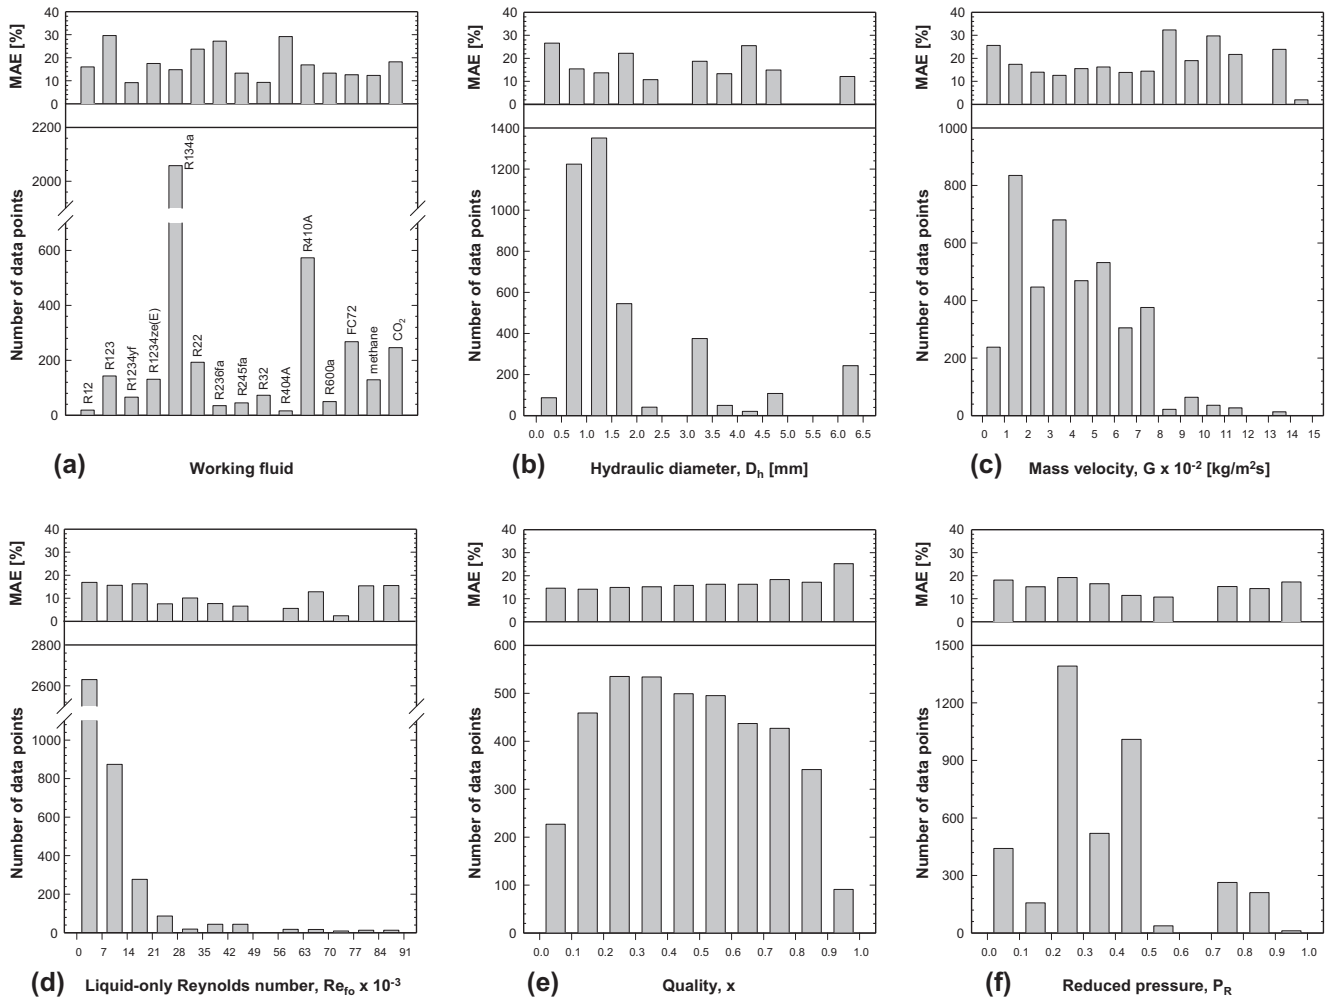 MAE [%]
40
30
20
10
0
Number of data points
2200
2000
600
400
200
0
R12
R123
R1234yf
R1234ze(E)
R134a
R22
R236fa
R245fa
R32
R404A
R410A
R600a
FC72
methane
CO2
(a) Working fluid
MAE [%]
40
30
20
10
0
Number of data points
1400
1200
1000
800
600
400
200
0
0.0 0.5 1.0 1.5 2.0 2.5 3.0 3.5 4.0 4.5 5.0 5.5 6.0 6.5
(b) Hydraulic diameter, Dh [mm]
MAE [%]
40
30
20
10
0
Number of data points
1000
800
600
400
200
0
0 1 2 3 4 5 6 7 8 9 10 11 12 13 14 15
(c) Mass velocity, G x 10-2 [kg/m2s]
MAE [%]
40
30
20
10
0
Number of data points
2800
2600
1000
800
600
400
200
0
0 7 14 21 28 35 42 49 56 63 70 77 84 91
(d) Liquid-only Reynolds number, Refo x 10-3
MAE [%]
40
30
20
10
0
Number of data points
600
500
400
300
200
100
0
0.0 0.1 0.2 0.3 0.4 0.5 0.6 0.7 0.8 0.9 1.0
(e) Quality, x
MAE [%]
40
30
20
10
0
Number of data points
1500
1200
900
600
300
0
0.0 0.1 0.2 0.3 0.4 0.5 0.6 0.7 0.8 0.9 1.0
(f) Reduced pressure, PR